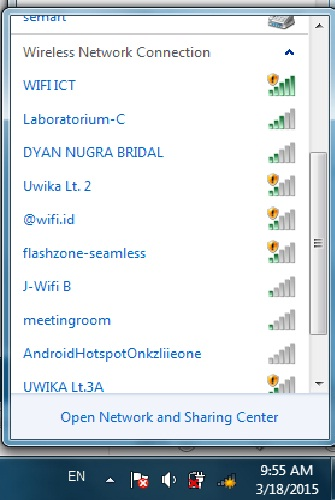 semart
Wireless Network Connection
WIFI ICT
Laboratorium-C
DYAN NUGRA BRIDAL
Uwika Lt. 2
@wifi.id
flashzone-seamless
J-Wifi B
meetingroom
AndroidHotspotOnkzliieone
UWIKA Lt.3A
Open Network and Sharing Center
EN
9:55 AM
3/18/2015